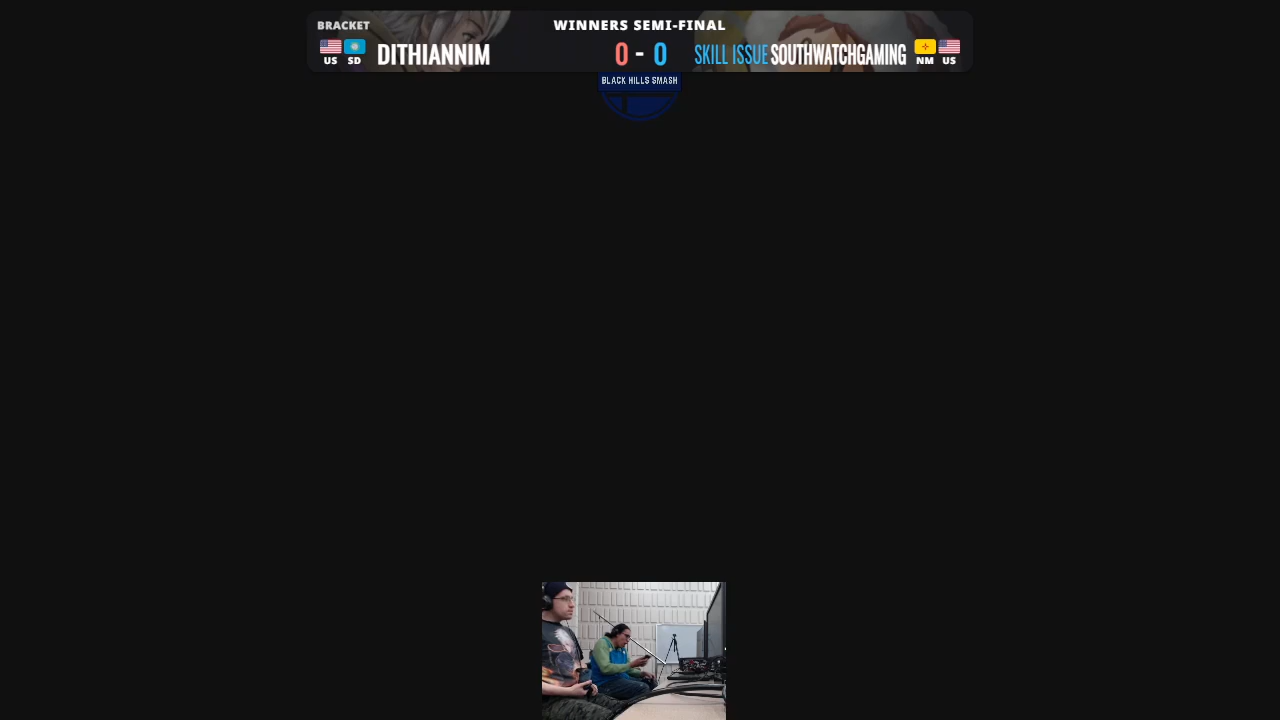 BRACKET
WINNERS SEMI-FINAL
US SD DITHIANNIM 0 - 0 SKILL ISSUE SOUTHWATCHGAMING NM US
BLACK HILLS SMASH